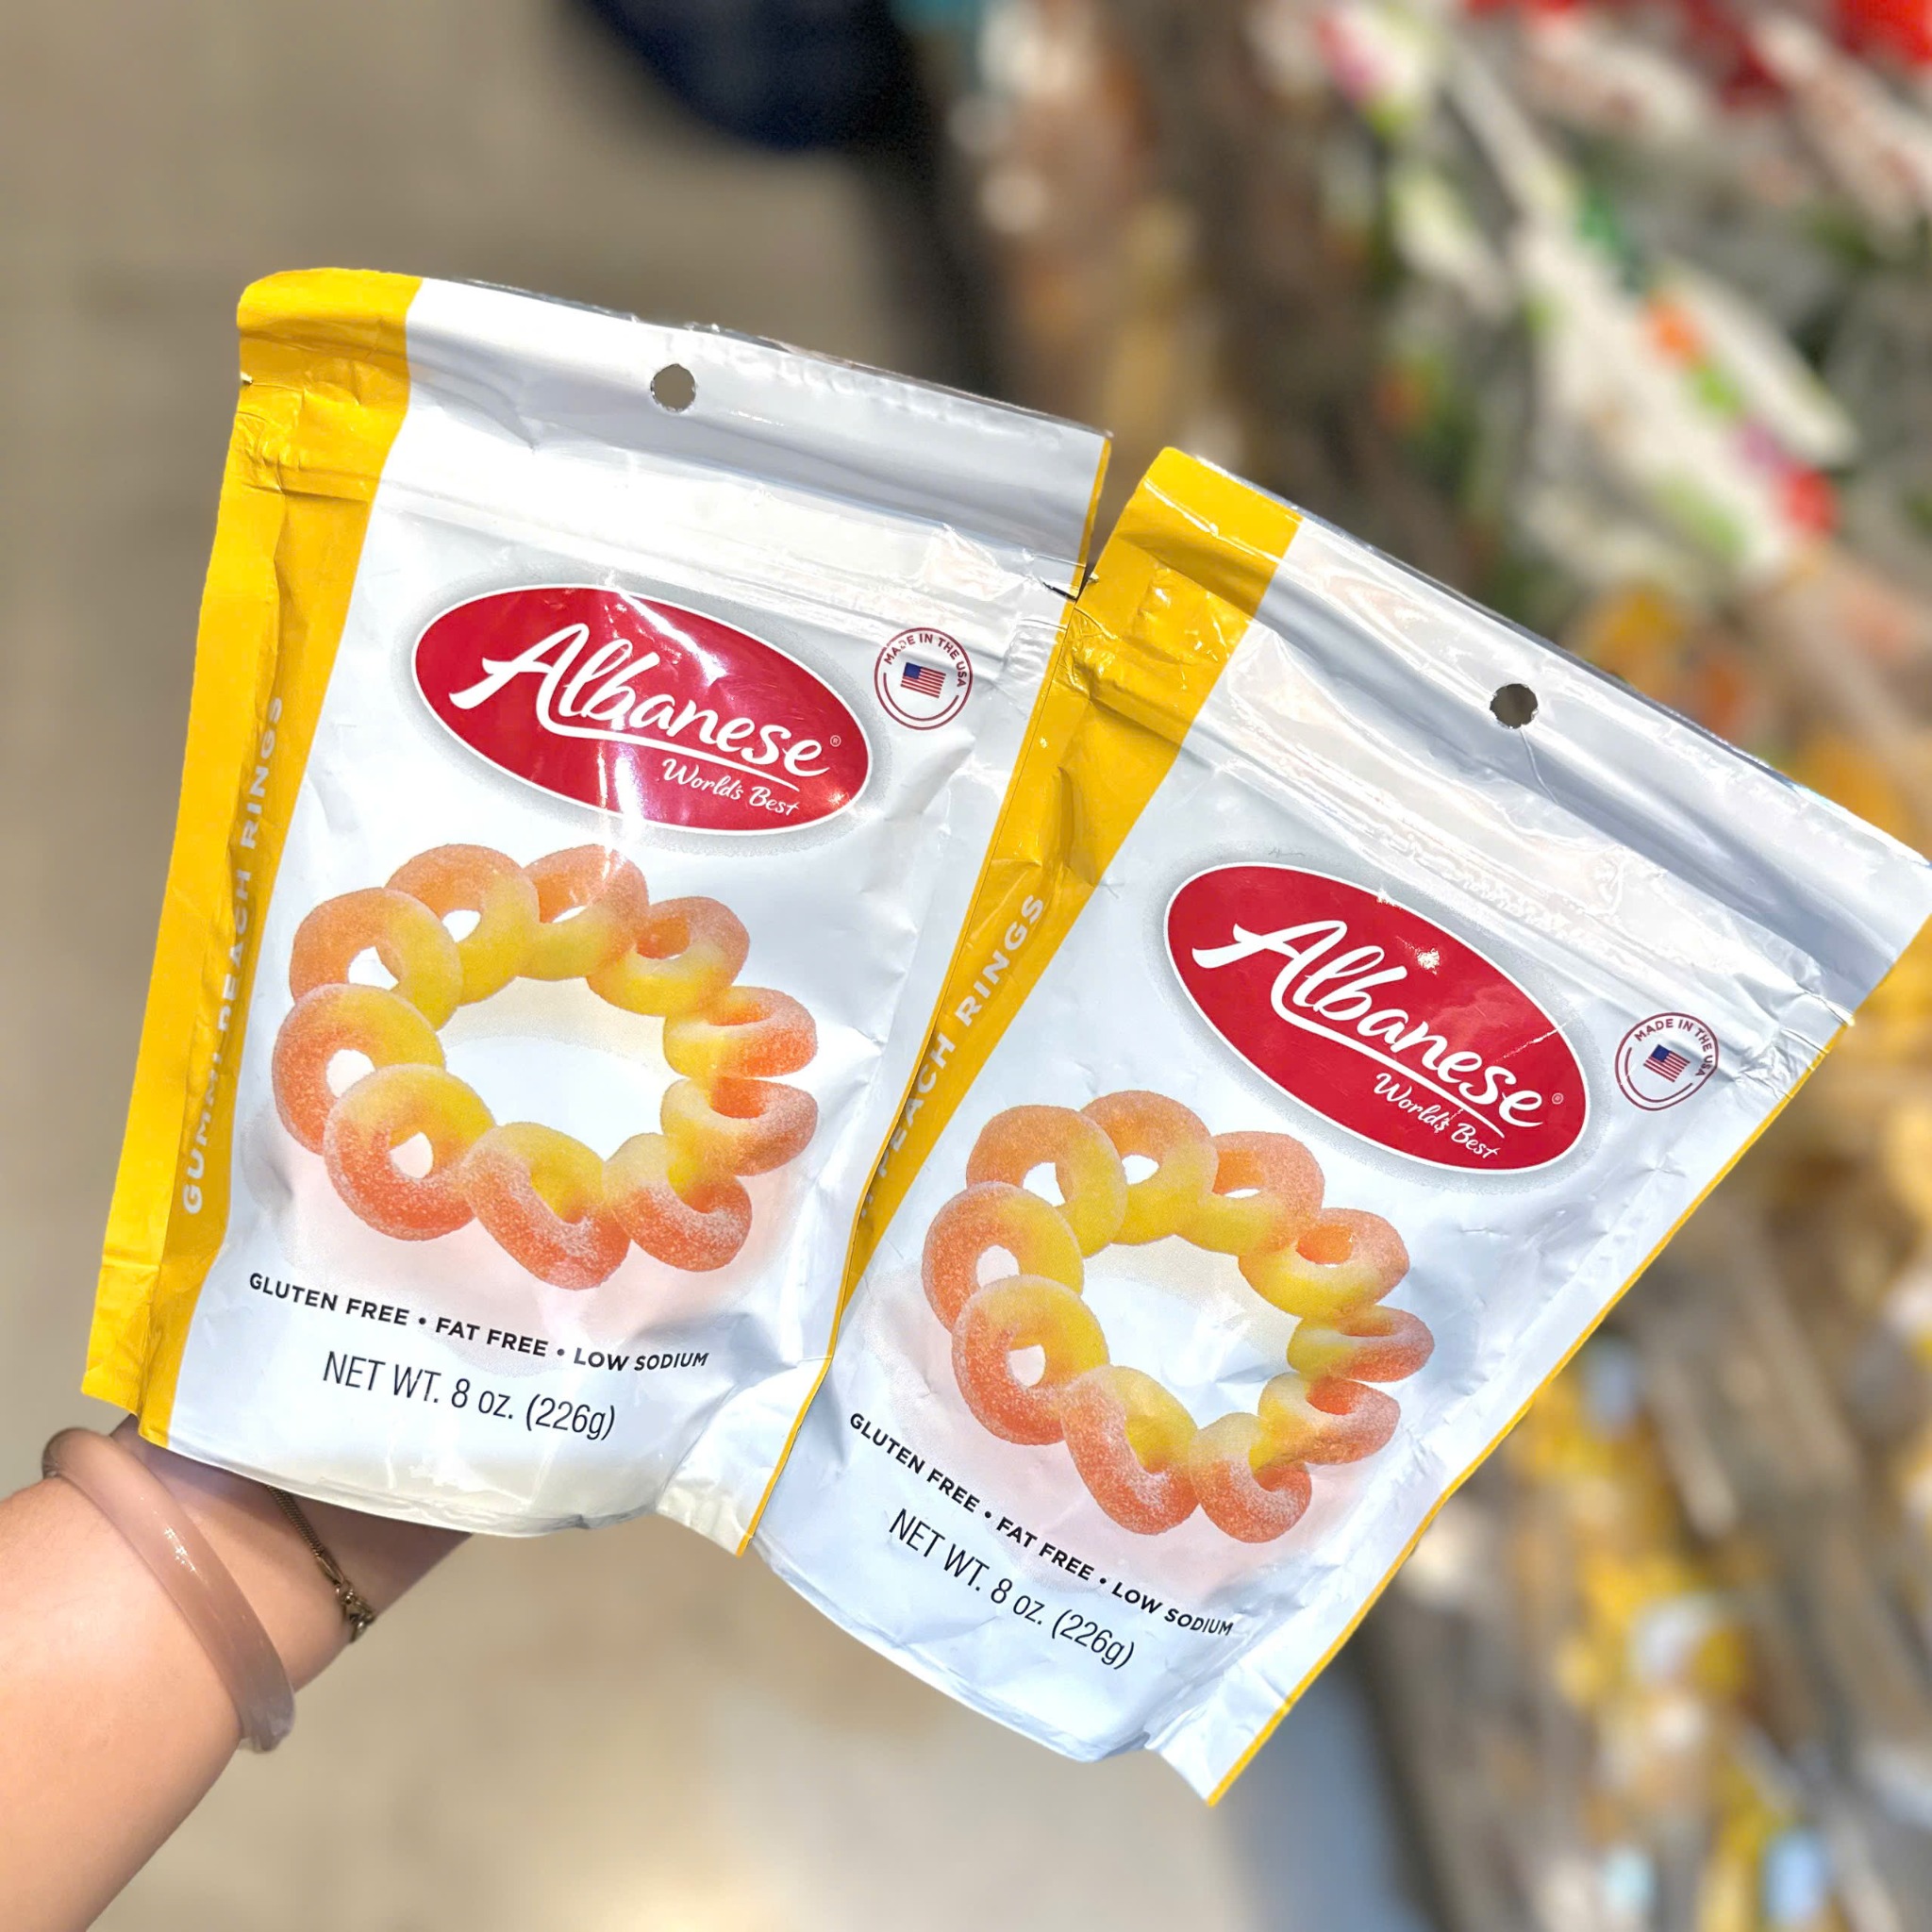 GUMMY PEACH RINGS
Albanese®
World's Best
MADE IN THE USA
GLUTEN FREE • FAT FREE • LOW SODIUM
NET WT. 8 OZ. (226g)
PEACH RINGS
Albanese®
World's Best
MADE IN THE USA
GLUTEN FREE • FAT FREE • LOW SODIUM
NET WT. 8 OZ. (226g)